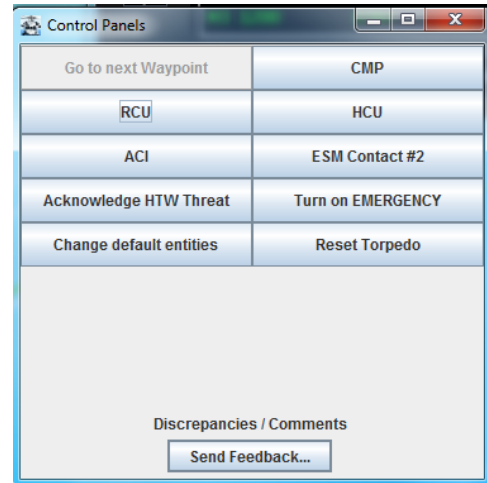 Control Panels
Go to next Waypoint CMP
RCU HCU
ACI ESM Contact #2
Acknowledge HTW Threat Turn on EMERGENCY
Change default entities Reset Torpedo
Discrepancies / Comments
Send Feedback...